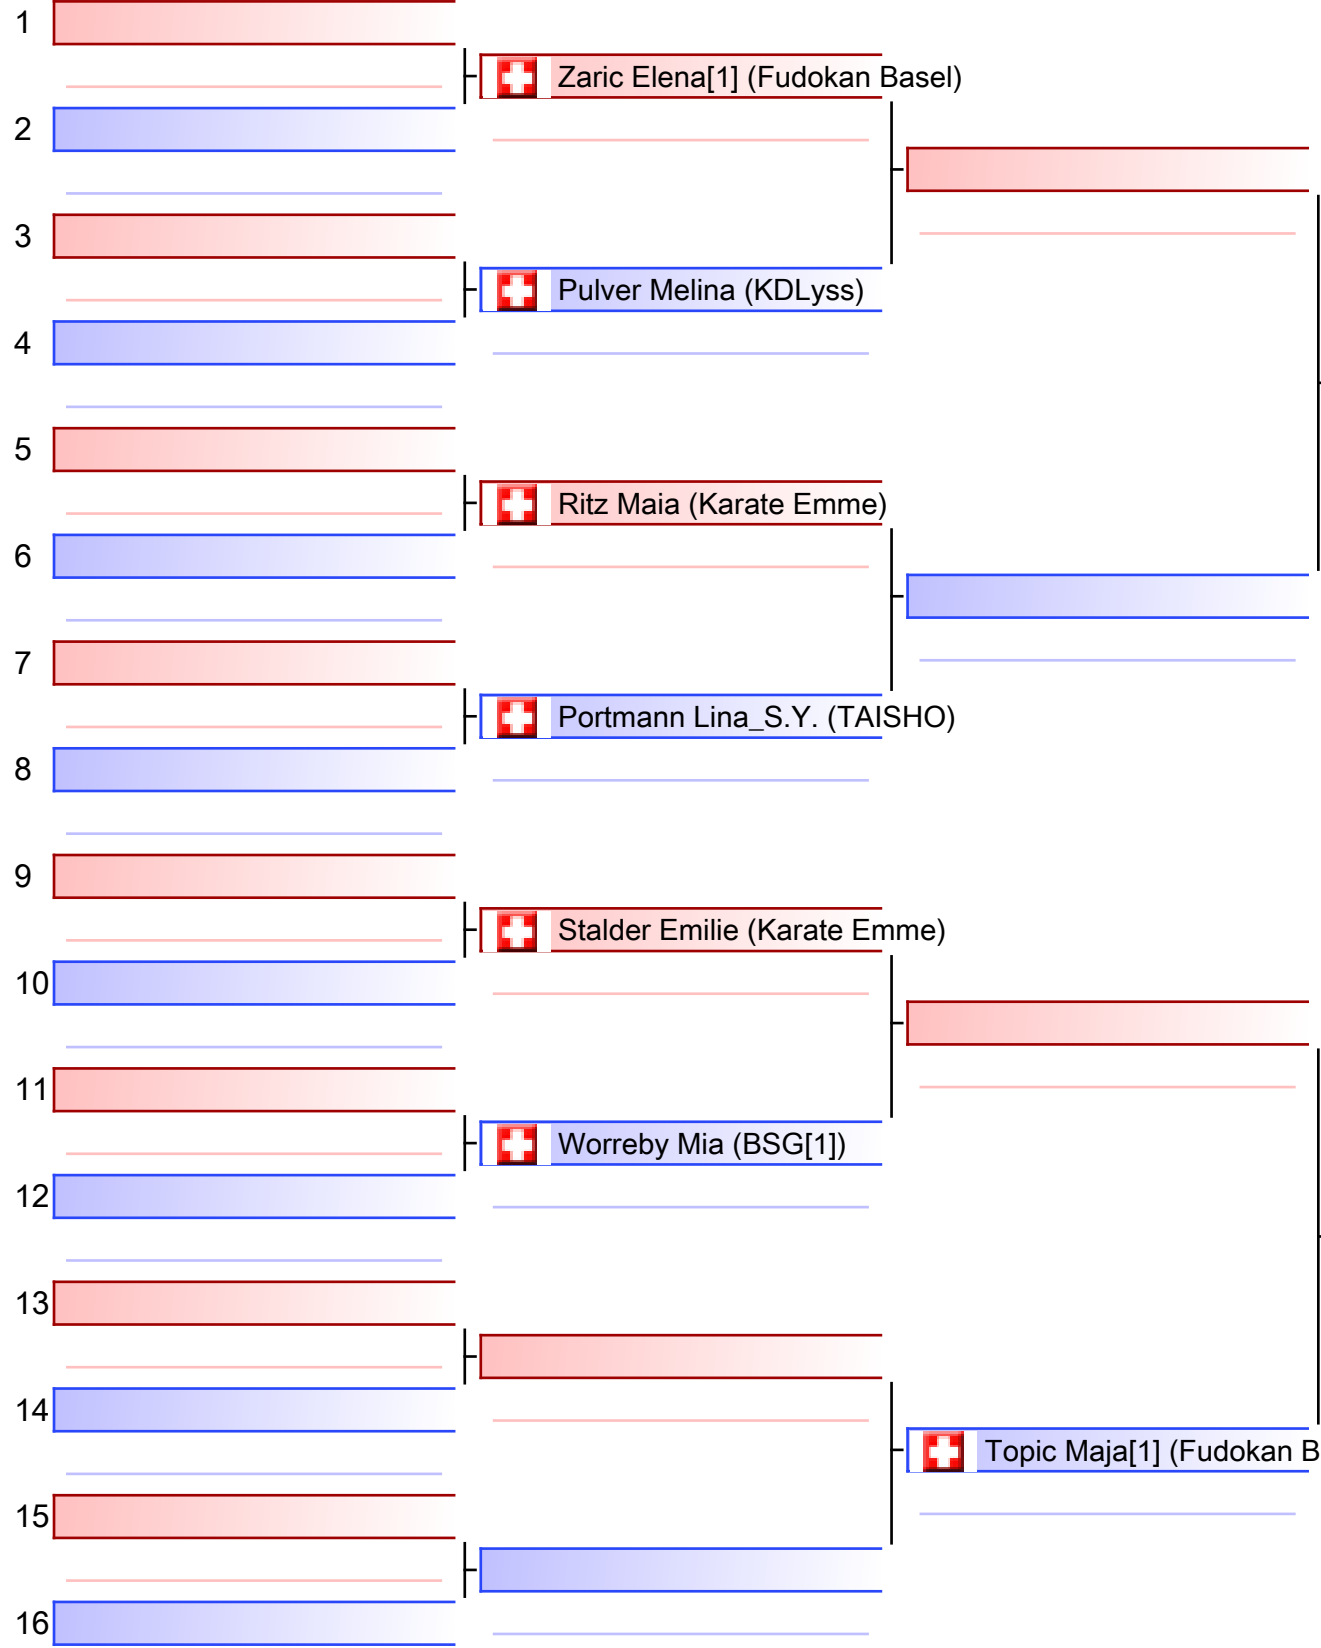 1
Zaric Elena[1] (Fudokan Basel)
2
3
Pulver Melina (KDLyss)
4
5
Ritz Maia (Karate Emme)
6
7
Portmann Lina_S.Y. (TAISHO)
8
9
Stalder Emilie (Karate Emme)
10
11
Worreby Mia (BSG[1])
12
13
14
Topic Maja[1] (Fudokan B
15
16